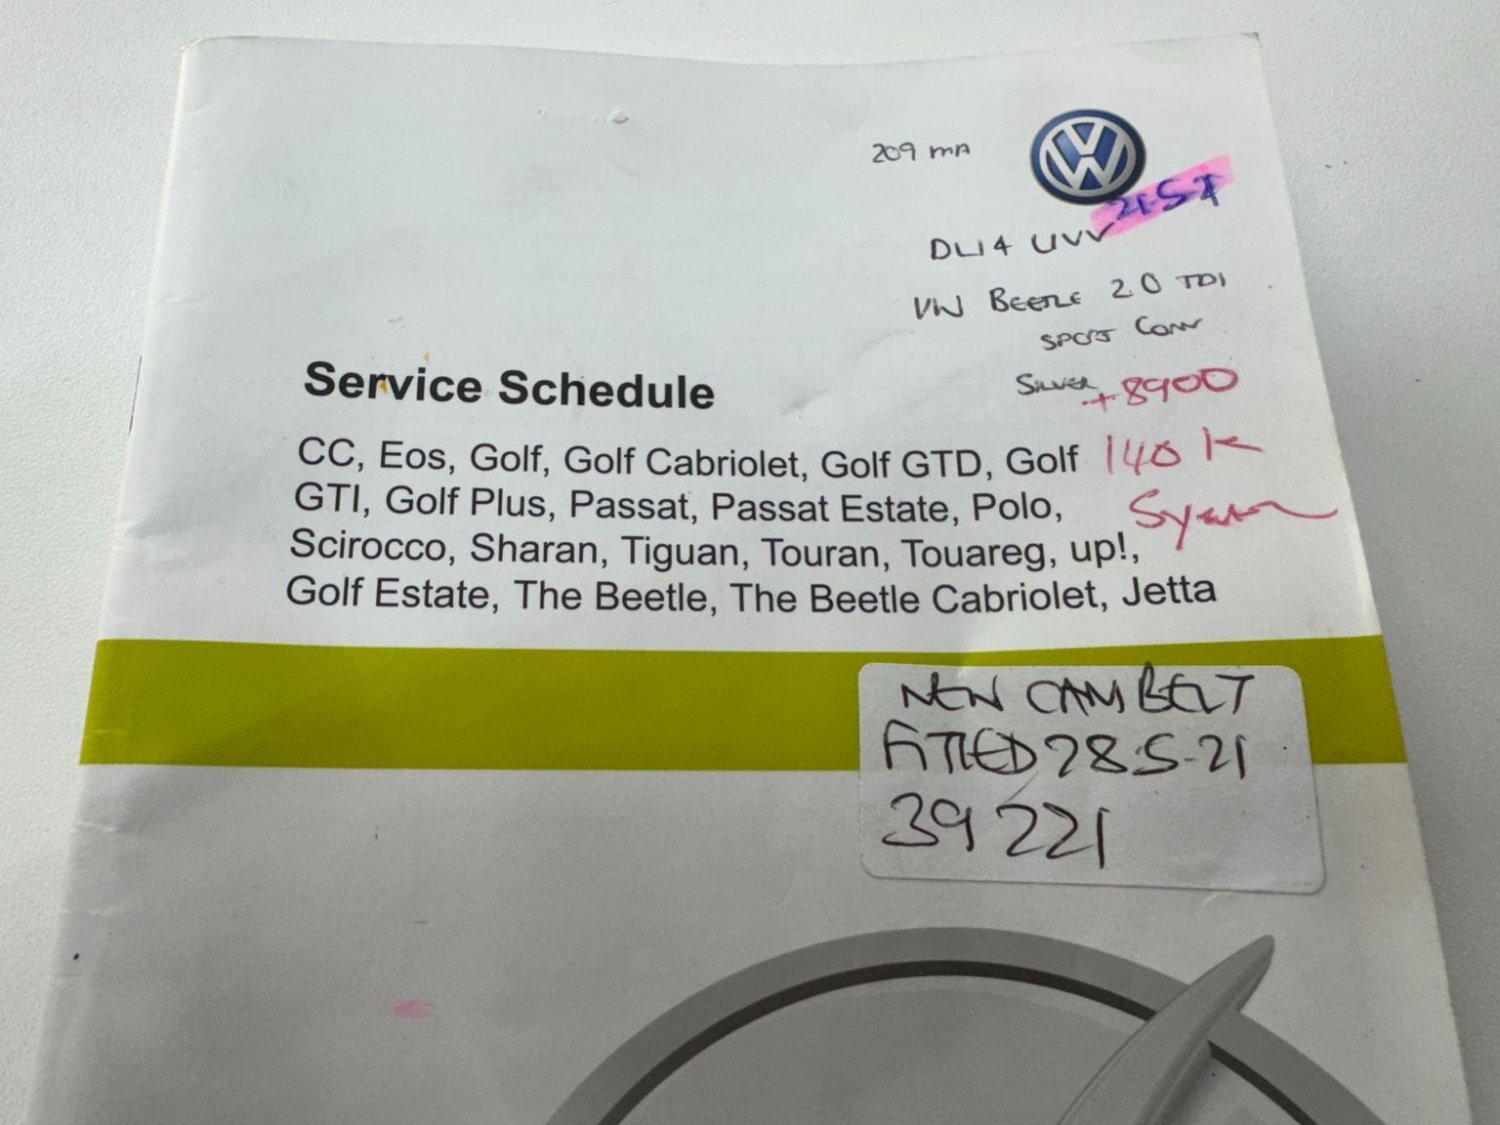 209 MA
DL14 UVV
VW BEETLE 2.0 TDI
SPORT CONV
SILVER +8900
140 K
Service Schedule
CC, Eos, Golf, Golf Cabriolet, Golf GTD, Golf
GTI, Golf Plus, Passat, Passat Estate, Polo,
Scirocco, Sharan, Tiguan, Touran, Touareg, up!,
Golf Estate, The Beetle, The Beetle Cabriolet, Jetta
NEW CAMBELT
FITTED 28.5-21
39221